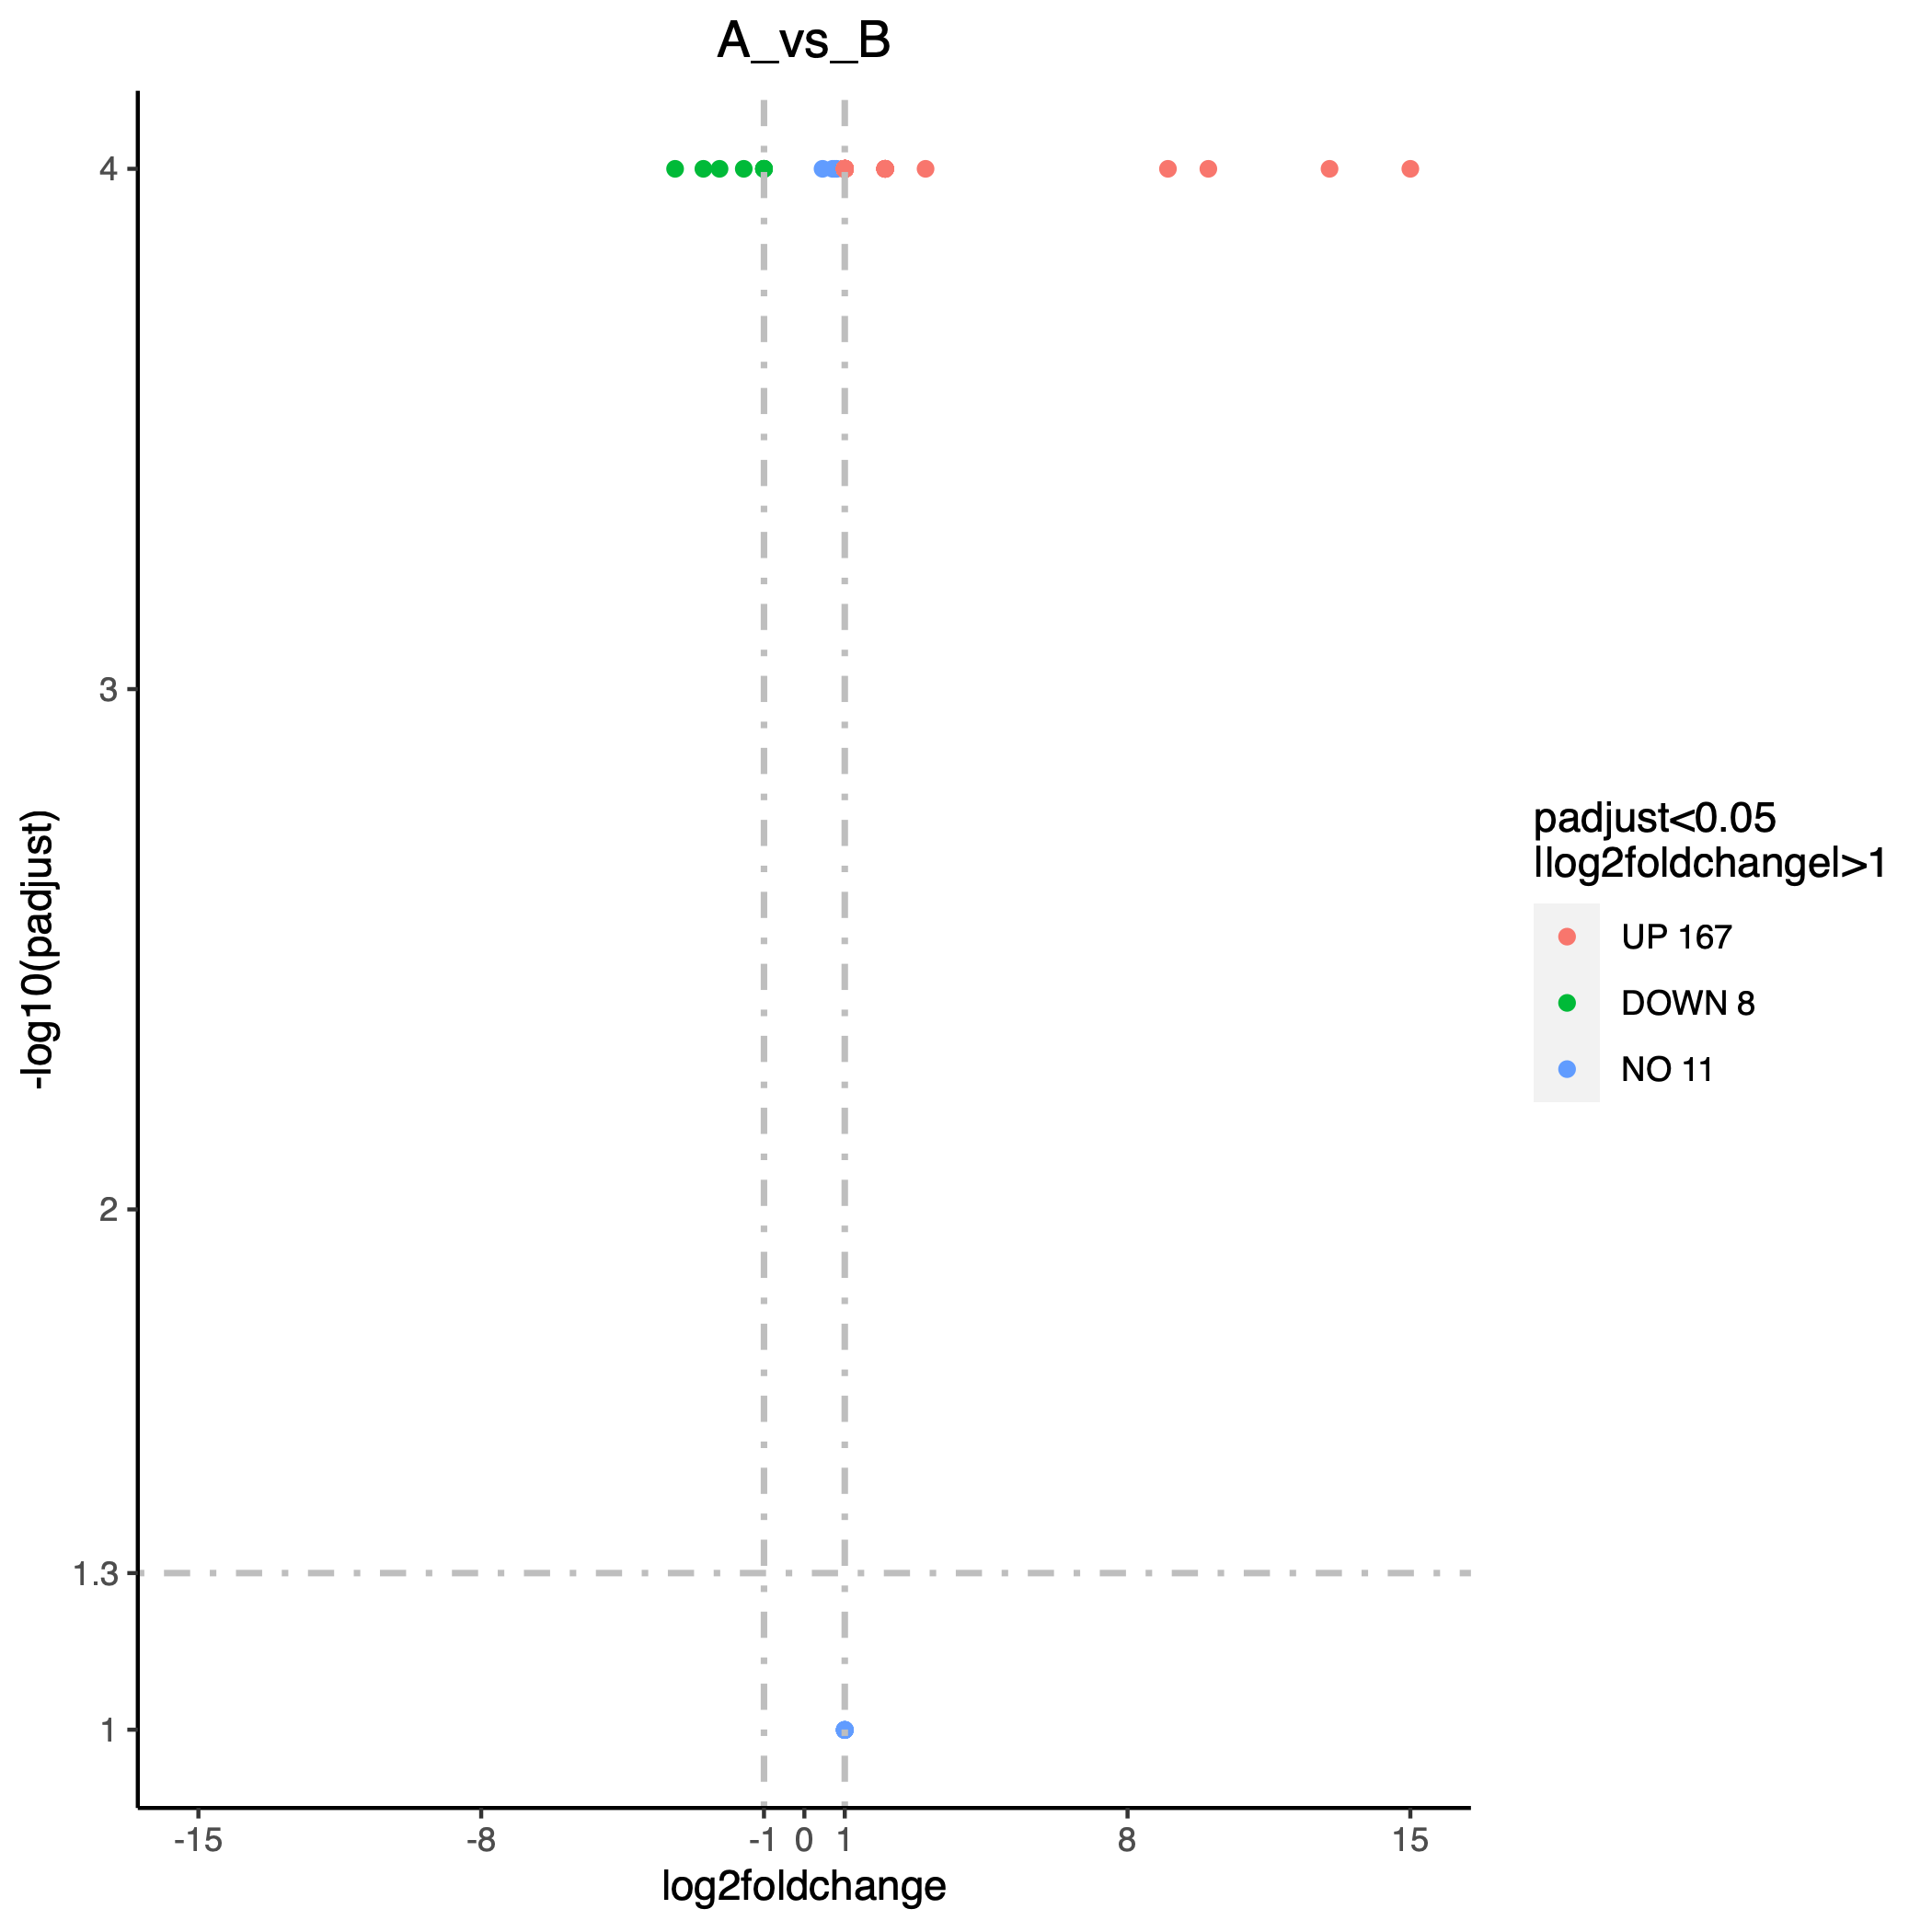 A_vs_B
4
3
2
1.3
1
-log10(padjust)
-15 -8 -1 0 1 8 15
log2foldchange
padjust<0.05
|log2foldchange|>1
UP 167
DOWN 8
NO 11